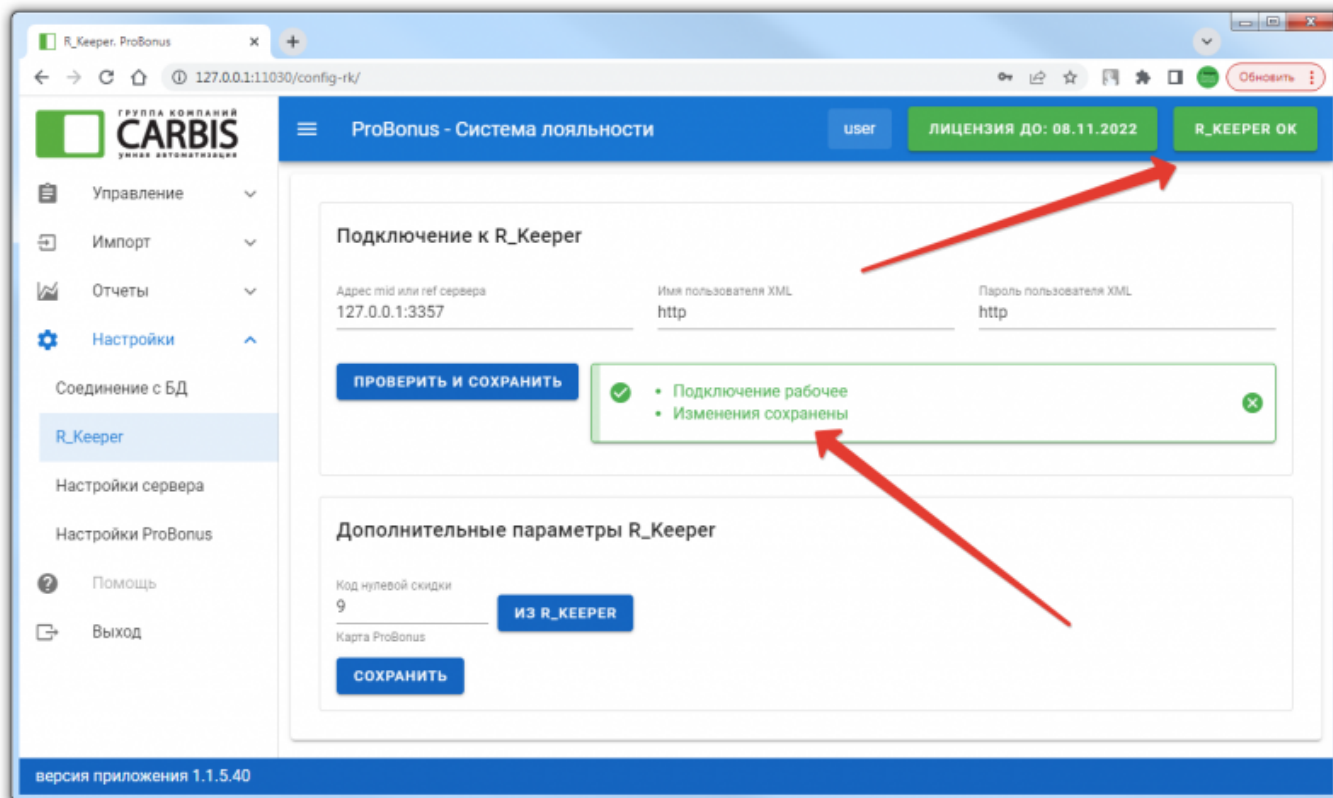 R_Keeper. ProBonus
127.0.0.1:11030/config-rk/
Обновить
ГРУППА КОМПАНИЙ
CARBIS
умная автоматизация
ProBonus - Система лояльности
user
ЛИЦЕНЗИЯ ДО: 08.11.2022
R_KEEPER OK
Управление
Импорт
Отчеты
Настройки
Соединение с БД
R_Keeper
Настройки сервера
Настройки ProBonus
Помощь
Выход
Подключение к R_Keeper
Адрес mid или ref сервера
127.0.0.1:3357
Имя пользователя XML
http
Пароль пользователя XML
http
ПРОВЕРИТЬ И СОХРАНИТЬ
• Подключение рабочее
• Изменения сохранены
Дополнительные параметры R_Keeper
Код нулевой скидки
9
ИЗ R_KEEPER
Карта ProBonus
СОХРАНИТЬ
версия приложения 1.1.5.40